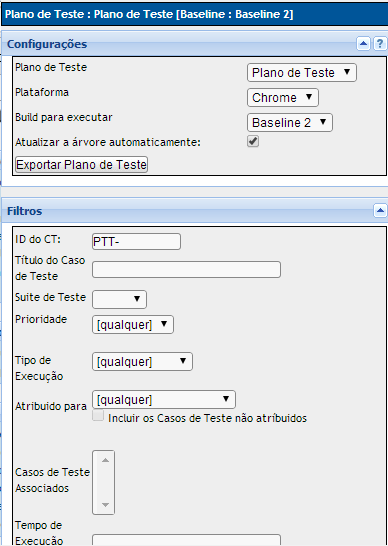 Plano de Teste : Plano de Teste [Baseline : Baseline 2]
Configurações ?
Plano de Teste Plano de Teste
Plataforma Chrome
Build para executar Baseline 2
Atualizar a árvore automaticamente:
Exportar Plano de Teste
Filtros
ID do CT: PTT-
Título do Caso
de Teste
Suite de Teste
Prioridade [qualquer]
Tipo de [qualquer]
Execução
Atribuido para [qualquer]
Incluir os Casos de Teste não atríbuidos
Casos de Teste
Associados
Tempo de
Execução